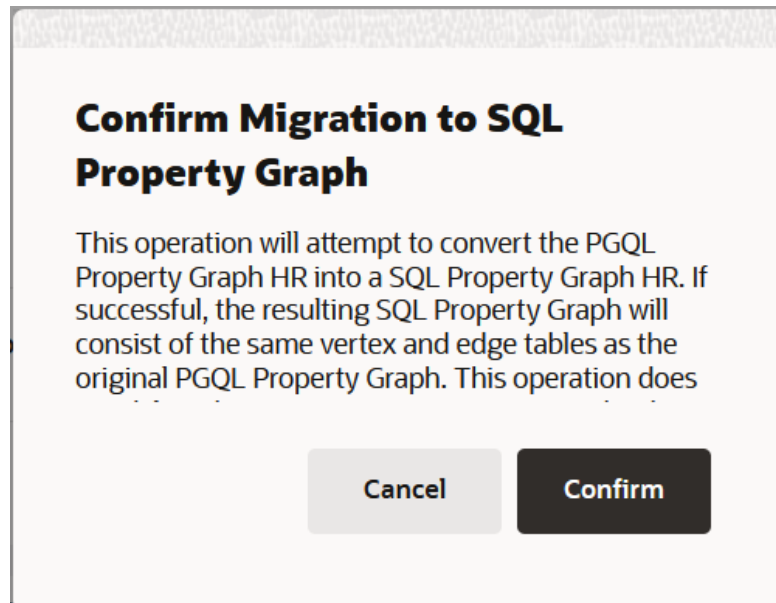 Confirm Migration to SQL
Property Graph
This operation will attempt to convert the PGQL
Property Graph HR into a SQL Property Graph HR. If
successful, the resulting SQL Property Graph will
consist of the same vertex and edge tables as the
original PGQL Property Graph. This operation does
Cancel
Confirm